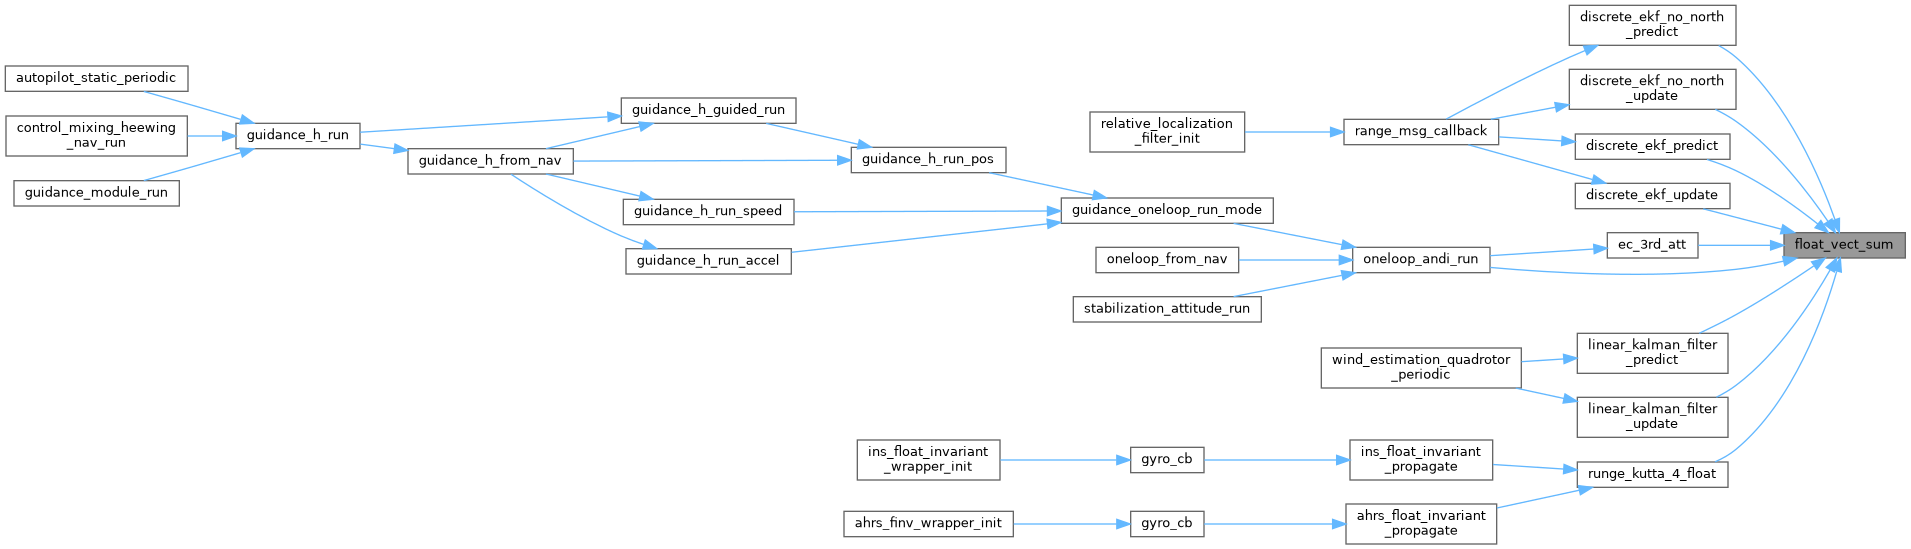 discrete_ekf_no_north
_predict
autopilot_static_periodic
discrete_ekf_no_north
_update
guidance_h_guided_run
control_mixing_heewing
_nav_run
guidance_h_run
relative_localization
_filter_init
range_msg_callback
discrete_ekf_predict
guidance_h_from_nav
guidance_h_run_pos
guidance_module_run
discrete_ekf_update
guidance_h_run_speed
guidance_oneloop_run_mode
float_vect_sum
ec_3rd_att
guidance_h_run_accel
oneloop_from_nav
oneloop_andi_run
stabilization_attitude_run
linear_kalman_filter
_predict
wind_estimation_quadrotor
_periodic
linear_kalman_filter
_update
ins_float_invariant
_wrapper_init
gyro_cb
ins_float_invariant
_propagate
runge_kutta_4_float
ahrs_finv_wrapper_init
gyro_cb
ahrs_float_invariant
_propagate